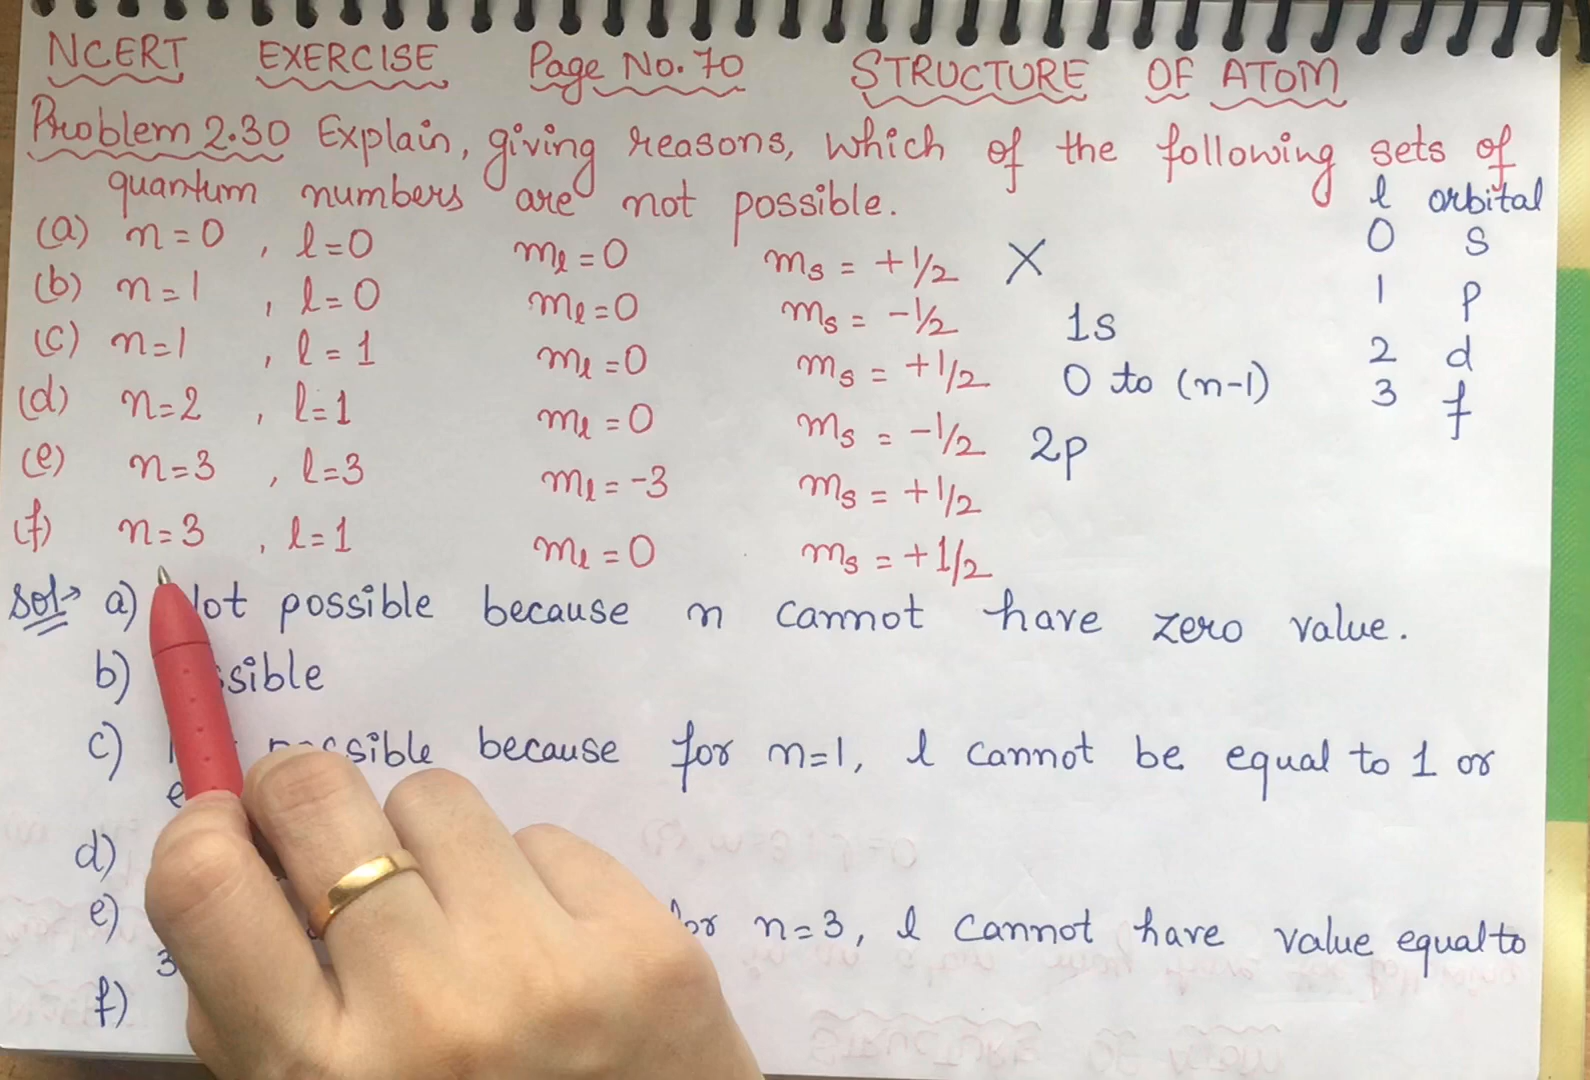 NCERT EXERCISE Page No. 70 STRUCTURE OF ATOM
Problem 2.30 Explain, giving reasons, which of the following sets of
quantum numbers are not possible.
l orbital
0 s
1 p
2 d
3 f
(a) n=0, l=0 ml=0 ms=+1/2 X
(b) n=1, l=0 ml=0 ms=-1/2 1s
(c) n=1, l=1 ml=0 ms=+1/2 0 to (n-1)
(d) n=2, l=1 ml=0 ms=-1/2 2p
(e) n=3, l=3 ml=-3 ms=+1/2
(f) n=3, l=1 ml=0 ms=+1/2
Sol→ a) possible because n cannot have zero value.
b)
c) possible because for n=1, l cannot be equal to 1 or
d)
e) for n=3, l cannot have value equal to
3
f)